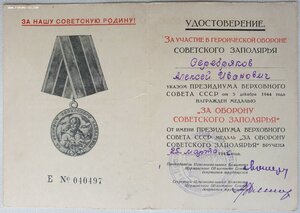 ЗА НАШУ СОВЕТСКУЮ РОДИНУ!
Е № 040497
УДОСТОВЕРЕНИЕ.
ЗА УЧАСТИЕ В ГЕРОИЧЕСКОЙ ОБОРОНЕ
СОВЕТСКОГО ЗАПОЛЯРЬЯ
Серебряков
Алексей Иванович
УКАЗОМ ПРЕЗИДИУМА ВЕРХОВНОГО
СОВЕТА СССР от 5 декабря 1944 года
НАГРАЖДЕН МЕДАЛЬЮ
„ЗА ОБОРОНУ
СОВЕТСКОГО ЗАПОЛЯРЬЯ"
ОТ ИМЕНИ ПРЕЗИДИУМА ВЕРХОВНОГО
СОВЕТА СССР МЕДАЛЬ „ЗА ОБОРОНУ
СОВЕТСКОГО ЗАПОЛЯРЬЯ" ВРУЧЕНА
25 марта